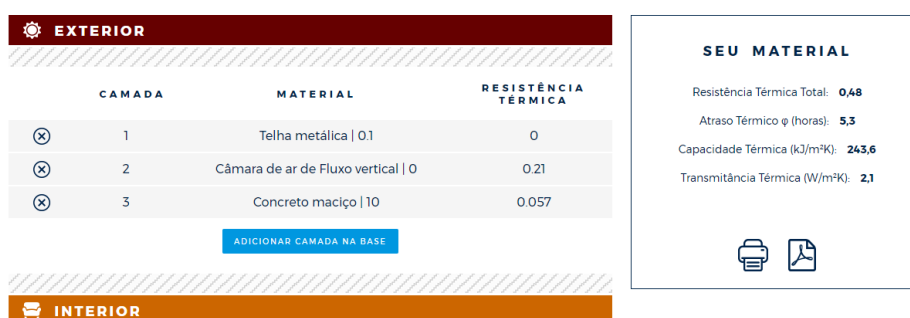 EXTERIOR
CAMADA MATERIAL RESISTÊNCIA TÉRMICA
1 Telha metálica | 0.1 0
2 Câmara de ar de Fluxo vertical | 0 0.21
3 Concreto maciço | 10 0.057
ADICIONAR CAMADA NA BASE
INTERIOR
SEU MATERIAL
Resistência Térmica Total: 0,48
Atraso Térmico φ (horas): 5,3
Capacidade Térmica (kJ/m²K): 243,6
Transmitância Térmica (W/m²K): 2,1